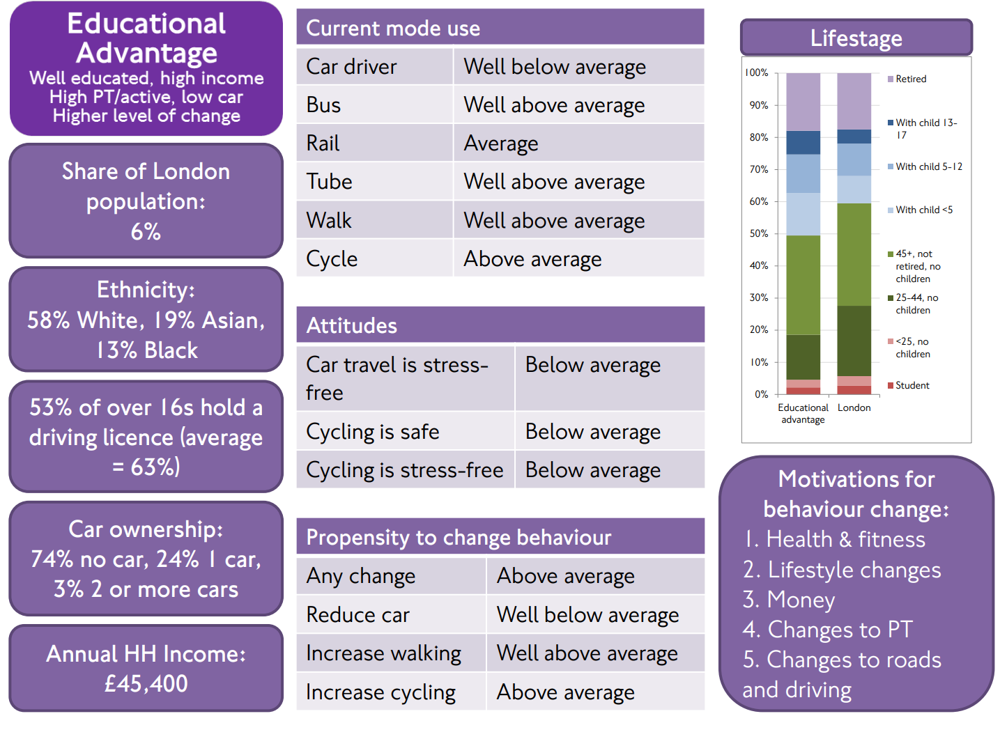 Educational
Advantage
Well educated, high income
High PT/active, low car
Higher level of change
Share of London
population:
6%
Ethnicity:
58% White, 19% Asian,
13% Black
53% of over 16s hold a
driving licence (average
= 63%)
Car ownership:
74% no car, 24% 1 car,
3% 2 or more cars
Annual HH Income:
£45,400
Current mode use
Car driver Well below average
Bus Well above average
Rail Average
Tube Well above average
Walk Well above average
Cycle Above average
Attitudes
Car travel is stress- Below average
free
Cycling is safe Below average
Cycling is stress-free Below average
Propensity to change behaviour
Any change Above average
Reduce car Well below average
Increase walking Well above average
Increase cycling Above average
Lifestage
100%
90%
80%
70%
60%
50%
40%
30%
20%
10%
0%
Educational
advantage
London
Retired
With child 13-
17
With child 5-12
With child <5
45+, not
retired, no
children
25-44, no
children
<25, no
children
Student
Motivations for
behaviour change:
1. Health & fitness
2. Lifestyle changes
3. Money
4. Changes to PT
5. Changes to roads
and driving